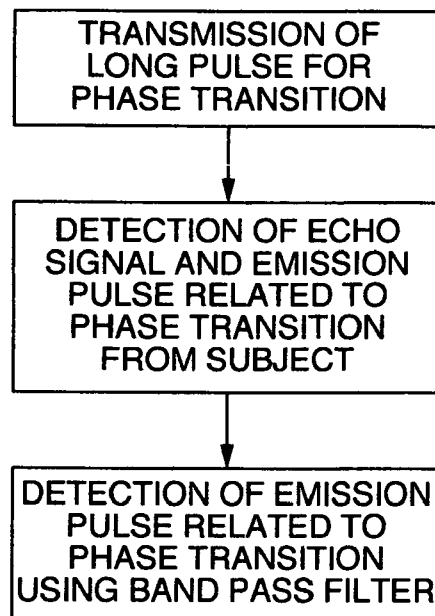 TRANSMISSION OF
LONG PULSE FOR
PHASE TRANSITION
DETECTION OF ECHO
SIGNAL AND EMISSION
PULSE RELATED TO
PHASE TRANSITION
FROM SUBJECT
DETECTION OF EMISSION
PULSE RELATED TO
PHASE TRANSITION
USING BAND PASS FILTER